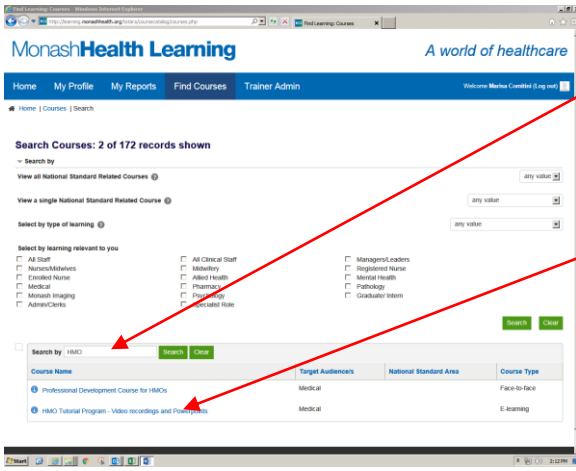 Find Learning: Courses - Windows Internet Explorer
http://learning.monashhealth.org/totara/coursecatalog/courses.php
Find Learning: Courses
MonashHealth Learning
A world of healthcare
Home My Profile My Reports Find Courses Trainer Admin
Welcome Marina Comitini (Log out)
Home | Courses | Search
Search Courses: 2 of 172 records shown
Search by
View all National Standard Related Courses
any value
View a single National Standard Related Course
any value
Select by type of learning
any value
Select by learning relevant to you
All Staff All Clinical Staff Managers/Leaders
Nurses/Midwives Midwifery Registered Nurse
Enrolled Nurse Allied Health Mental Health
Medical Pharmacy Pathology
Monash Imaging Psychology Graduate/ Intern
Admin/Clerks Specialist Role
Search Clear
Search by HMO Search Clear
Course Name Target Audience/s National Standard Area Course Type
Professional Development Course for HMOs Medical Face-to-face
HMO Tutorial Program - Video recordings and Powerpoints Medical E-learning
Start 2:12 PM